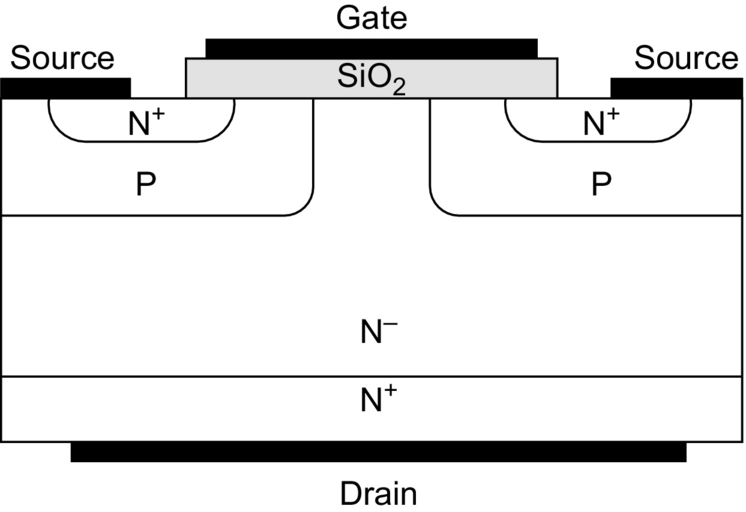 Gate
Source
Source
SiO₂
N⁺
N⁺
P
P
N⁻
N⁺
Drain